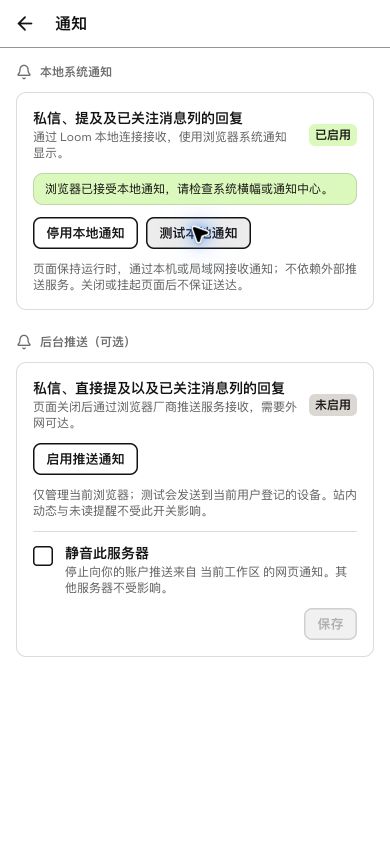 通知
本地系统通知
私信、提及及已关注消息列的回复
通过 Loom 本地连接接收，使用浏览器系统通知
显示。
已启用
浏览器已接受本地通知，请检查系统横幅或通知中心。
停用本地通知
测试本地通知
页面保持运行时，通过本机或局域网接收通知；不依赖外部推
送服务。关闭或挂起页面后不保证送达。
后台推送（可选）
私信、直接提及以及已关注消息列的回复
页面关闭后通过浏览器厂商推送服务接收，需要外
网可达。
未启用
启用推送通知
仅管理当前浏览器；测试会发送到当前用户登记的设备。站内
动态与未读提醒不受此开关影响。
静音此服务器
停止向你的账户推送来自 当前工作区 的网页通知。其
他服务器不受影响。
保存